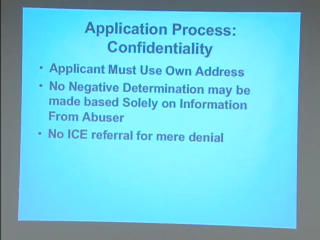 Application Process:
Confidentiality
• Applicant Must Use Own Address
• No Negative Determination may be
made based Solely on Information
From Abuser
• No ICE referral for mere denial